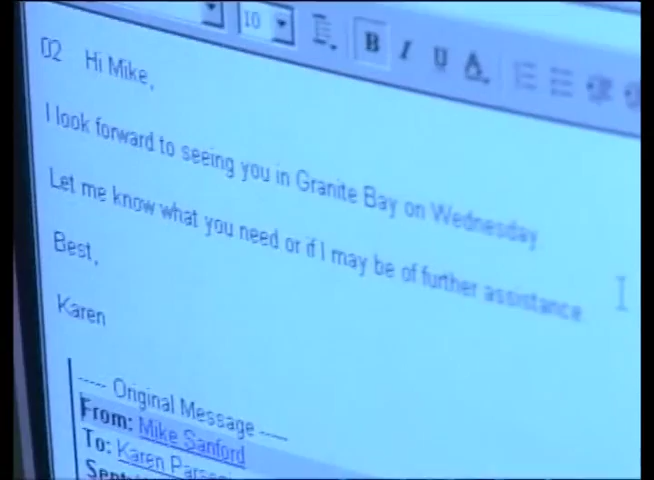 10
B I U A
02 Hi Mike,
I look forward to seeing you in Granite Bay on Wednesday.
Let me know what you need or if I may be of further assistance.
Best,
Karen
----- Original Message -----
From: Mike Sanford
To: Karen